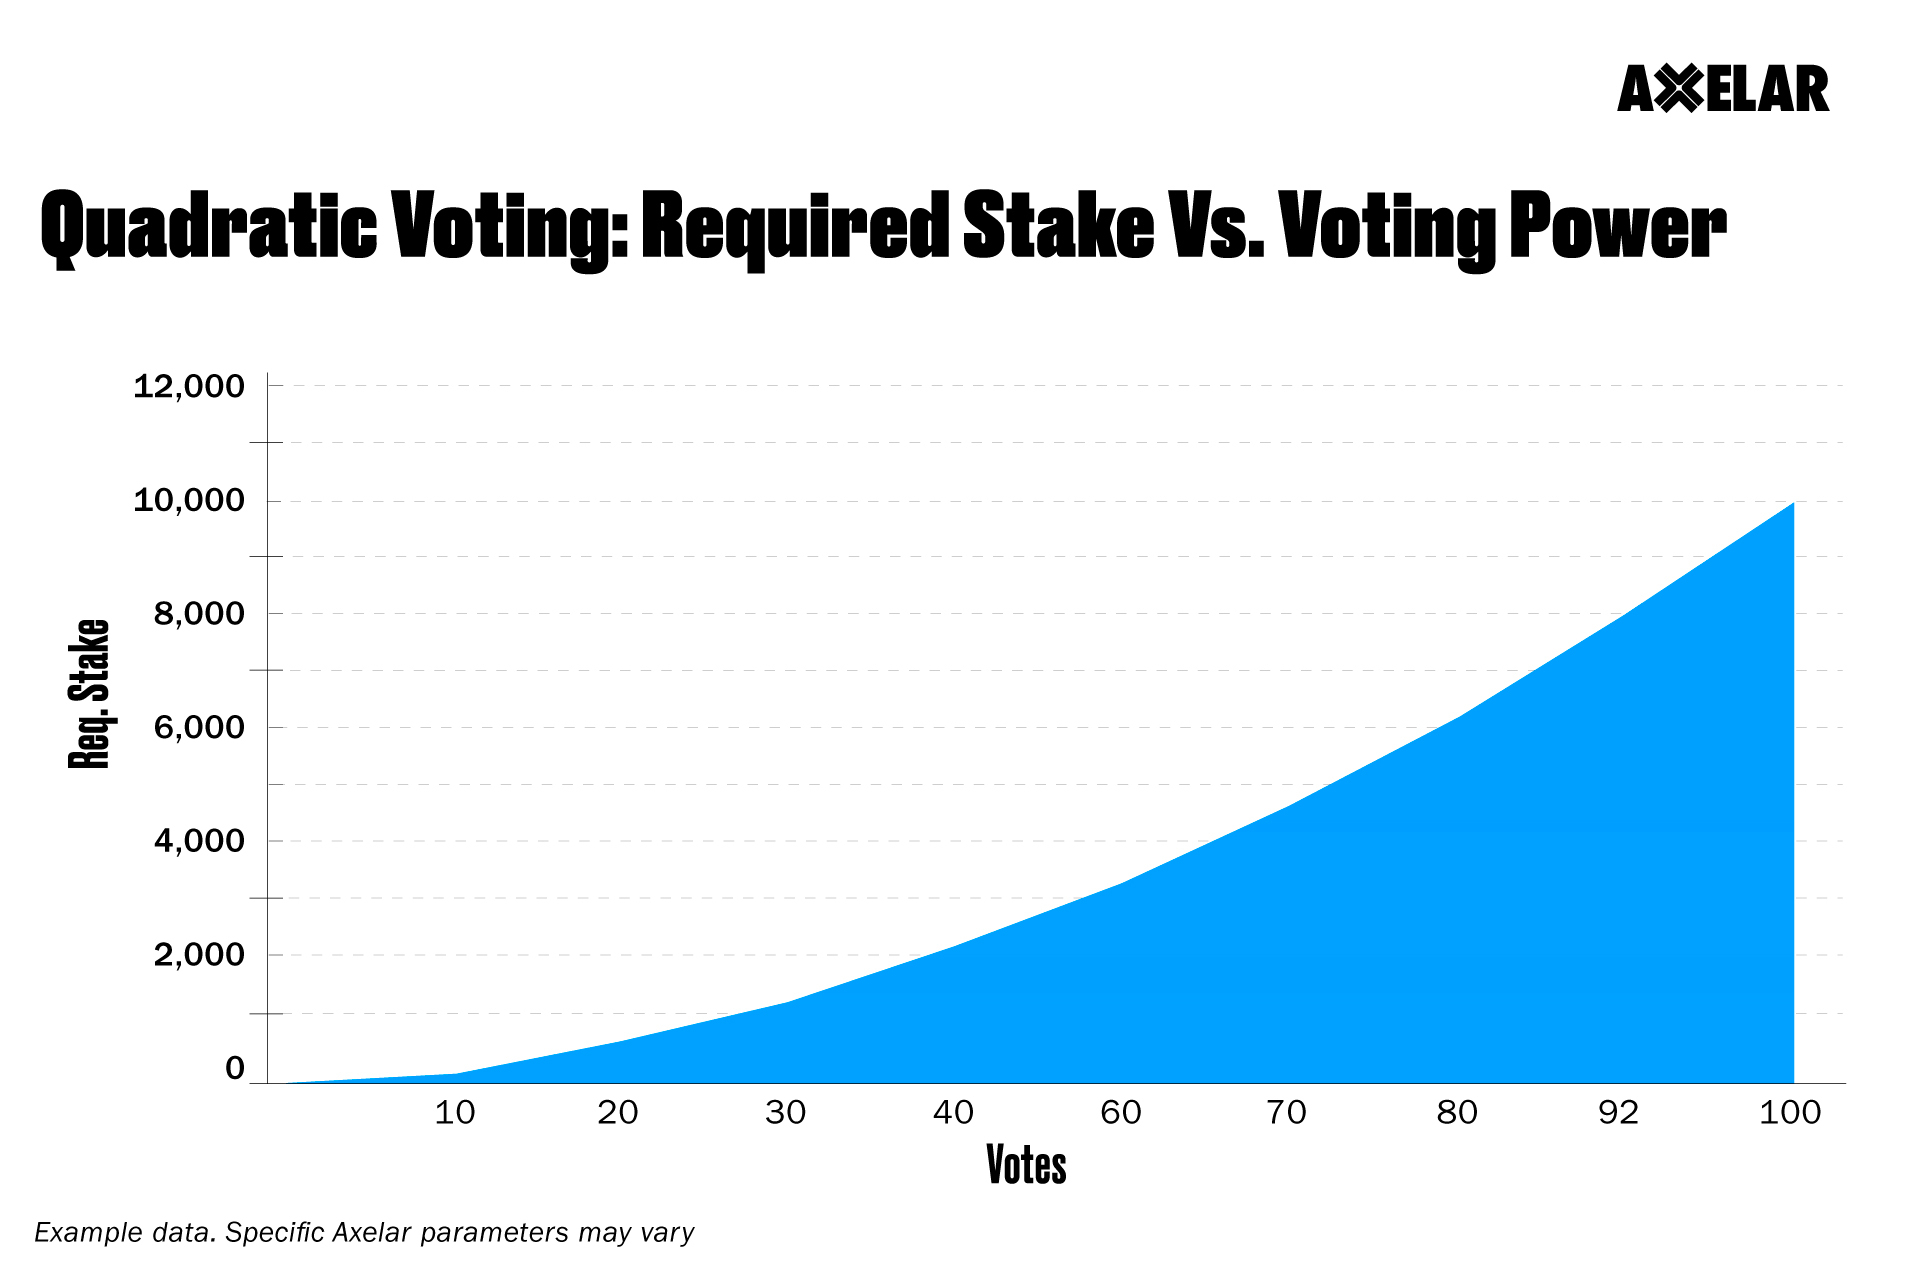 AXELAR
Quadratic Voting: Required Stake Vs. Voting Power
12,000
10,000
8,000
6,000
4,000
2,000
0
Req. Stake
10 20 30 40 60 70 80 92 100
Votes
Example data. Specific Axelar parameters may vary